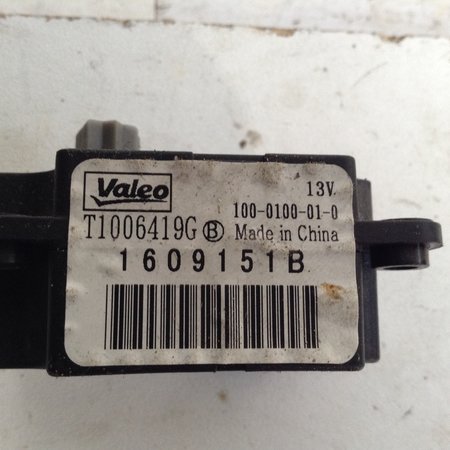 Valeo 13V.
100-0100-01-0
T1006419G Ⓑ Made in China
1609151B